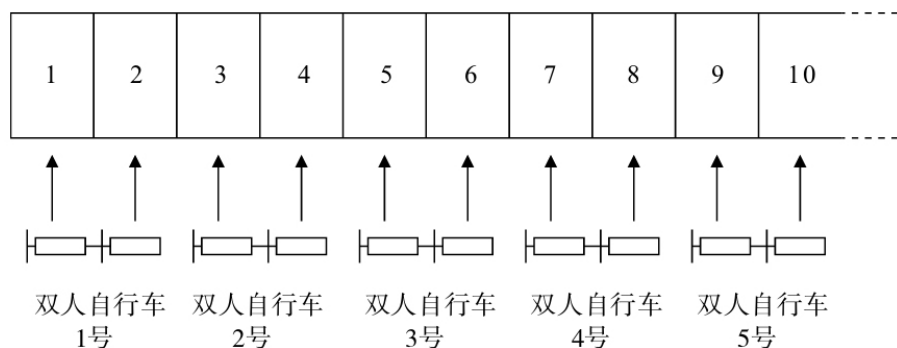 1 2 3 4 5 6 7 8 9 10
双人自行车 双人自行车 双人自行车 双人自行车 双人自行车
1号 2号 3号 4号 5号